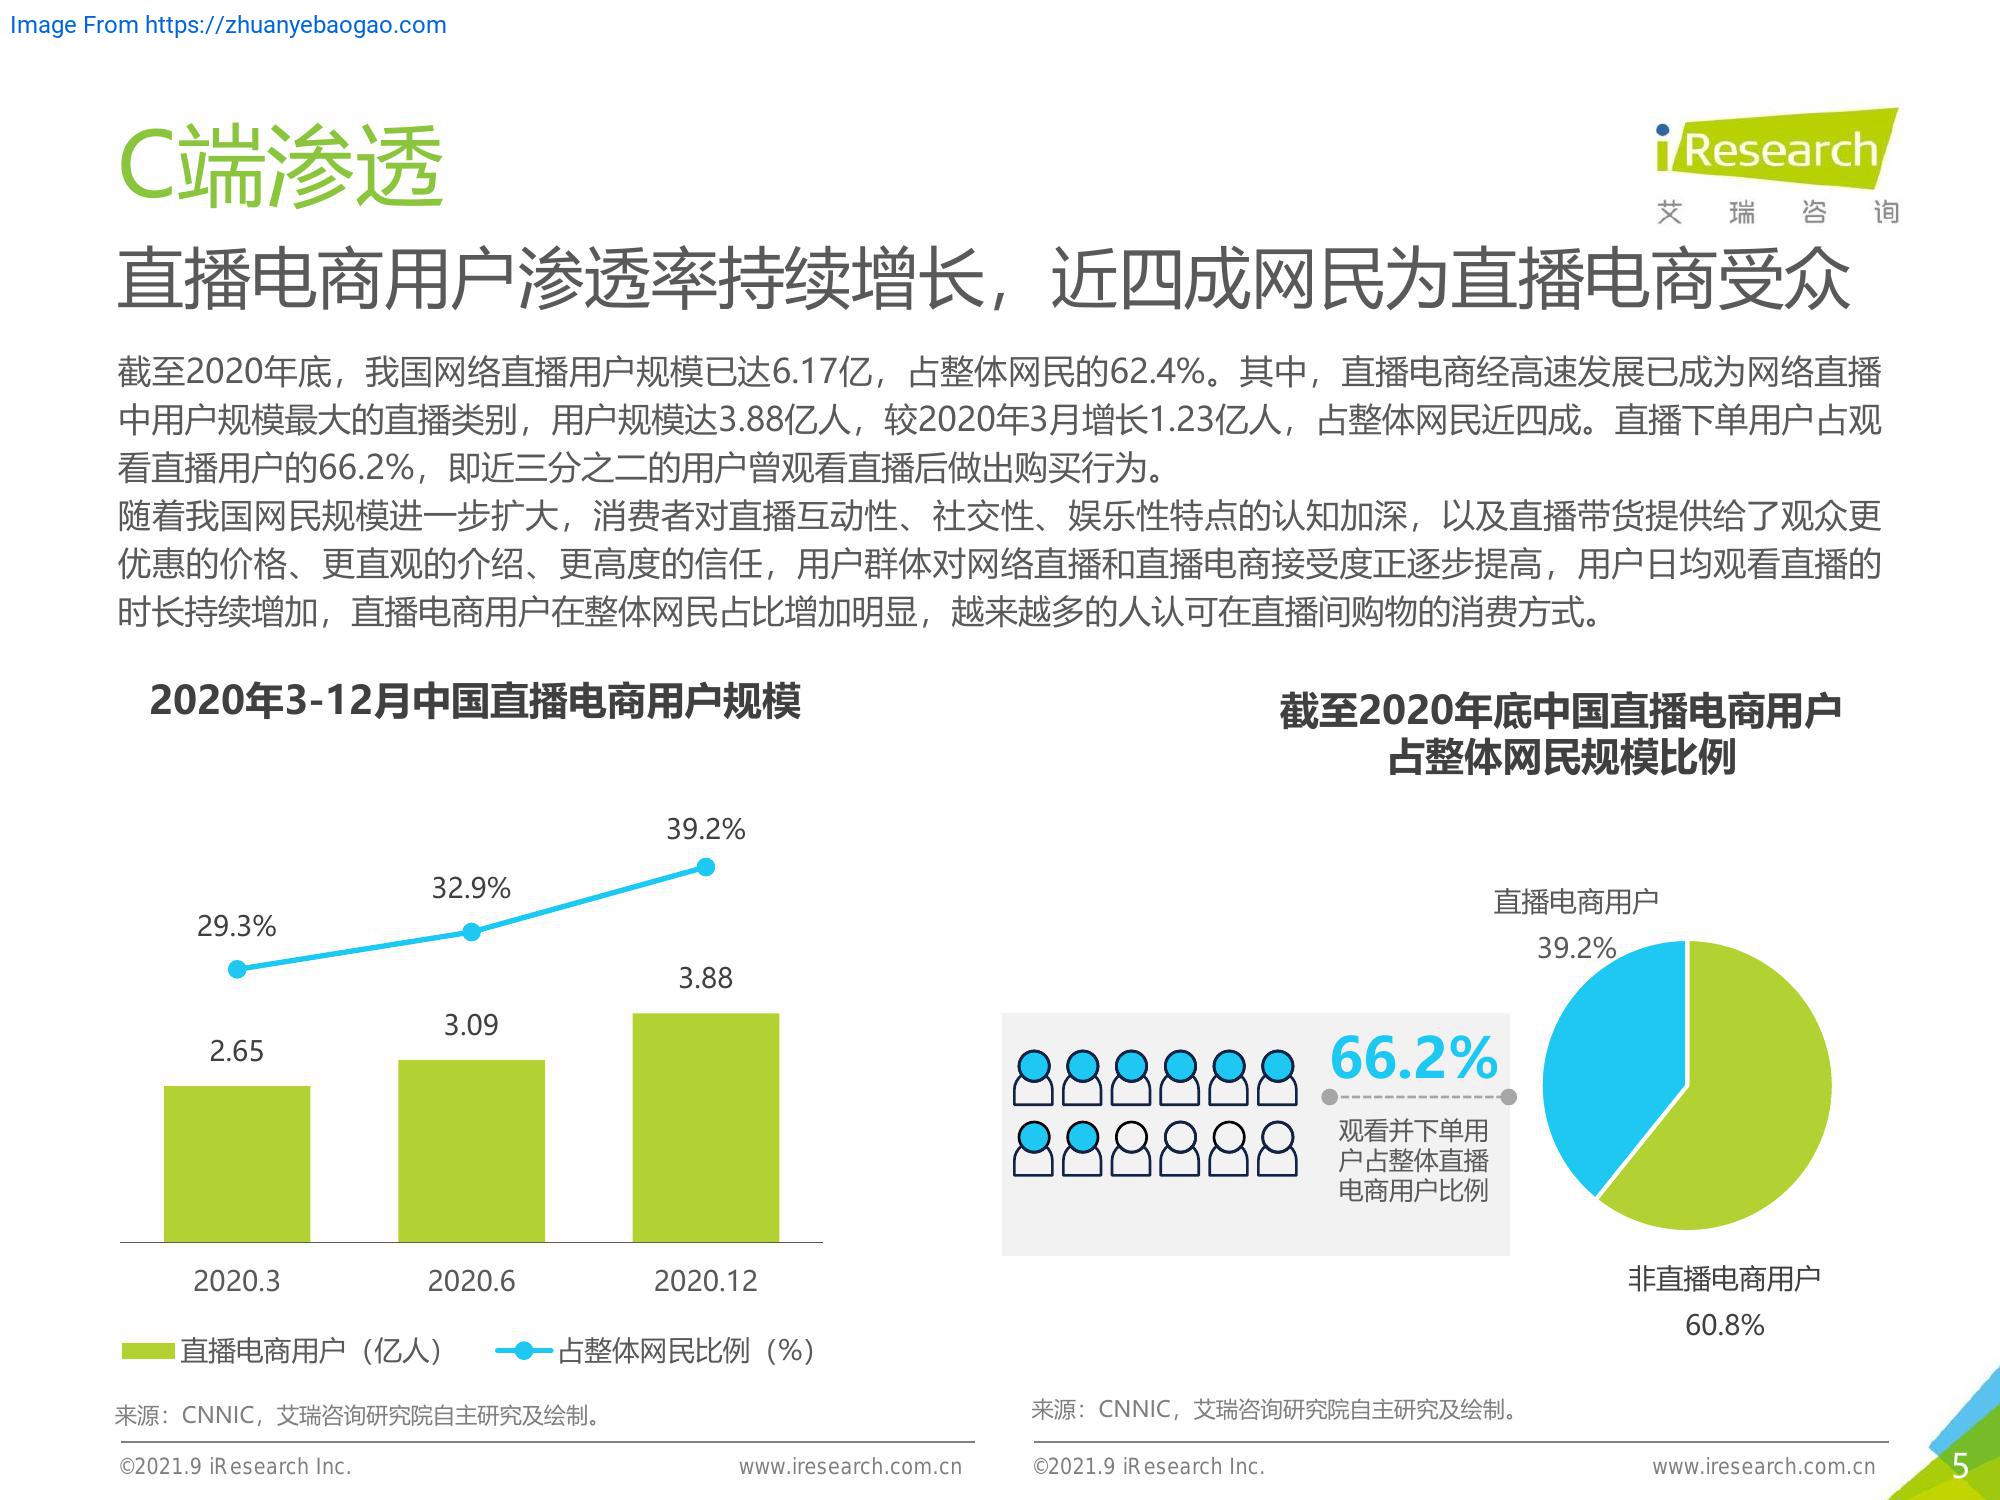 Image From https://zhuanyebaogao.com
C端渗透
iResearch
艾瑞咨询
直播电商用户渗透率持续增长，近四成网民为直播电商受众
截至2020年底，我国网络直播用户规模已达6.17亿，占整体网民的62.4%。其中，直播电商经高速发展已成为网络直播
中用户规模最大的直播类别，用户规模达3.88亿人，较2020年3月增长1.23亿人，占整体网民近四成。直播下单用户占观
看直播用户的66.2%，即近三分之二的用户曾观看直播后做出购买行为。
随着我国网民规模进一步扩大，消费者对直播互动性、社交性、娱乐性特点的认知加深，以及直播带货提供给了观众更
优惠的价格、更直观的介绍、更高度的信任，用户群体对网络直播和直播电商接受度正逐步提高，用户日均观看直播的
时长持续增加，直播电商用户在整体网民占比增加明显，越来越多的人认可在直播间购物的消费方式。
2020年3-12月中国直播电商用户规模
39.2%
32.9%
29.3%
3.88
3.09
2.65
2020.3 2020.6 2020.12
直播电商用户（亿人） 占整体网民比例（%）
来源：CNNIC，艾瑞咨询研究院自主研究及绘制。
©2021.9 iResearch Inc. www.iresearch.com.cn
截至2020年底中国直播电商用户
占整体网民规模比例
直播电商用户
39.2%
66.2%
观看并下单用
户占整体直播
电商用户比例
非直播电商用户
60.8%
来源：CNNIC，艾瑞咨询研究院自主研究及绘制。
©2021.9 iResearch Inc. www.iresearch.com.cn
5